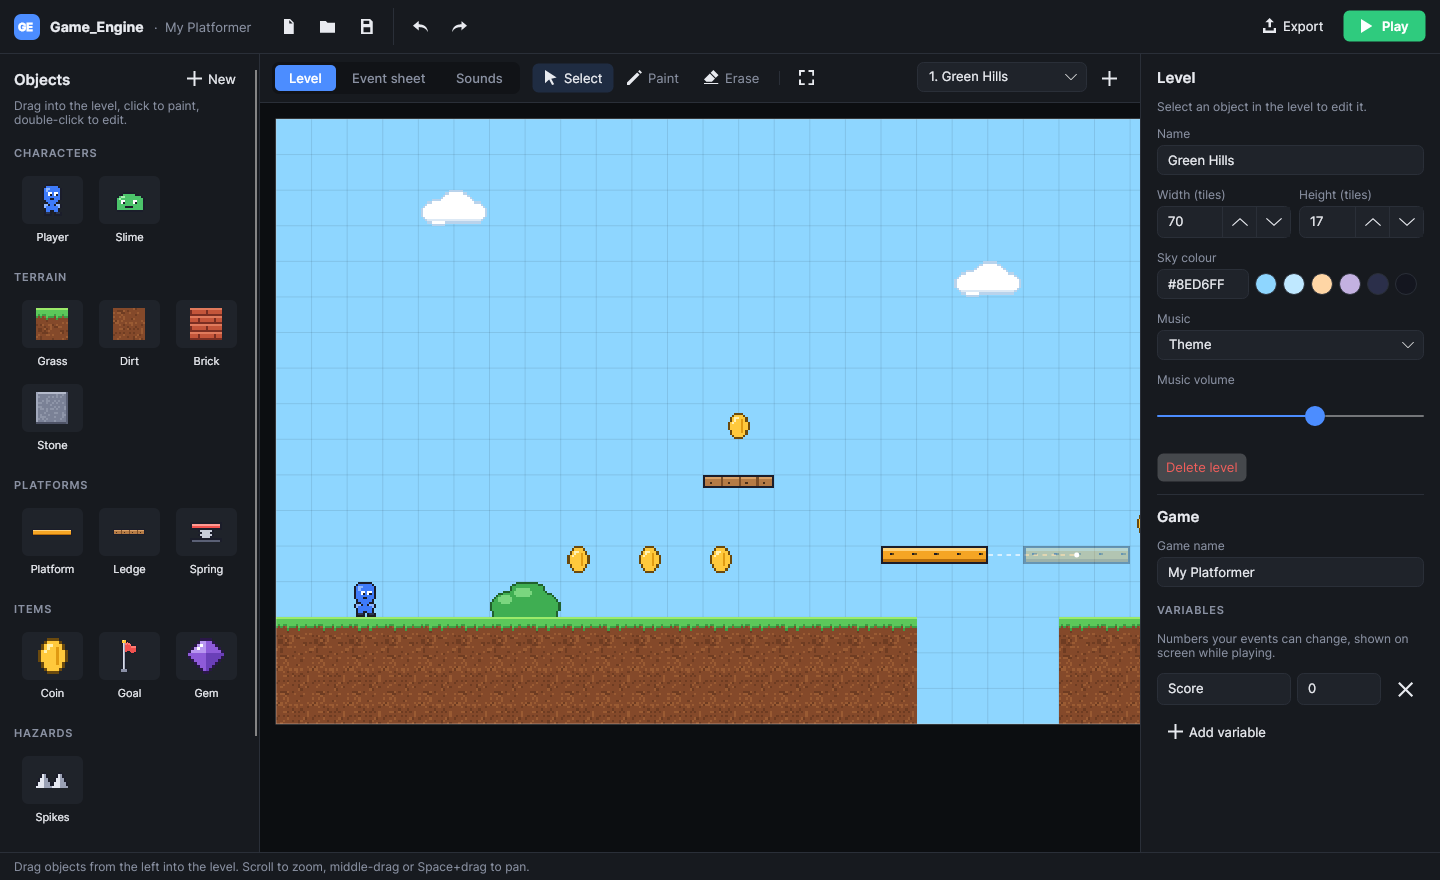 GE Game_Engine · My Platformer
Export
Play
Objects
New
Drag into the level, click to paint,
double-click to edit.
CHARACTERS
Player
Slime
TERRAIN
Grass
Dirt
Brick
Stone
PLATFORMS
Platform
Ledge
Spring
ITEMS
Coin
Goal
Gem
HAZARDS
Spikes
Level
Event sheet
Sounds
Select
Paint
Erase
1. Green Hills
Level
Select an object in the level to edit it.
Name
Green Hills
Width (tiles)
Height (tiles)
70
17
Sky colour
#8ED6FF
Music
Theme
Music volume
Delete level
Game
Game name
My Platformer
VARIABLES
Numbers your events can change, shown on
screen while playing.
Score
0
Add variable
Drag objects from the left into the level. Scroll to zoom, middle-drag or Space+drag to pan.